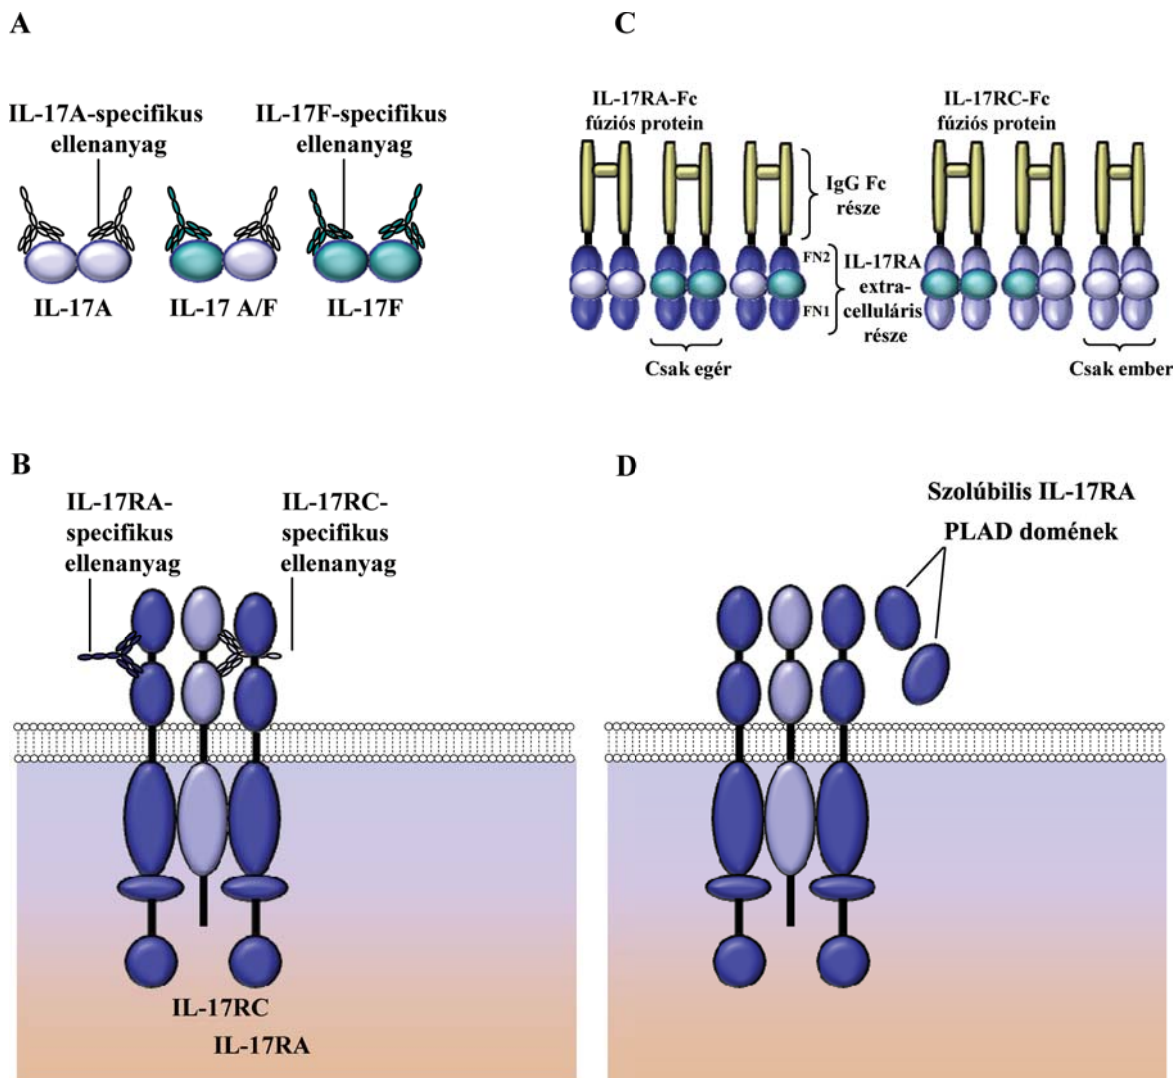 A
IL-17A-specifikus
ellenanyag
IL-17F-specifikus
ellenanyag
IL-17A
IL-17 A/F
IL-17F
C
IL-17RA-Fc
fúziós protein
IL-17RC-Fc
fúziós protein
IgG Fc
része
FN2
FN1
IL-17RA
extra-
celluláris
része
Csak egér
Csak ember
B
IL-17RA-
specifikus
ellenanyag
IL-17RC-
specifikus
ellenanyag
IL-17RC
IL-17RA
D
Szolúbilis IL-17RA
PLAD domének